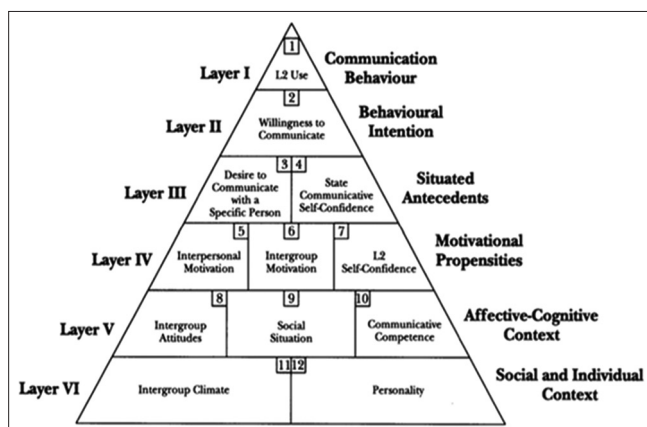 1
Layer I
L2 Use
Communication
Behaviour
2
Layer II
Willingness to
Communicate
Behavioural
Intention
3 4
Layer III
Desire to
Communicate
with a
Specific Person
State
Communicative
Self-Confidence
Situated
Antecedents
5 6 7
Layer IV
Interpersonal
Motivation
Intergroup
Motivation
L2
Self-Confidence
Motivational
Propensities
8 9 10
Layer V
Intergroup
Attitudes
Social
Situation
Communicative
Competence
Affective-Cognitive
Context
11 12
Layer VI
Intergroup Climate
Personality
Social and Individual
Context